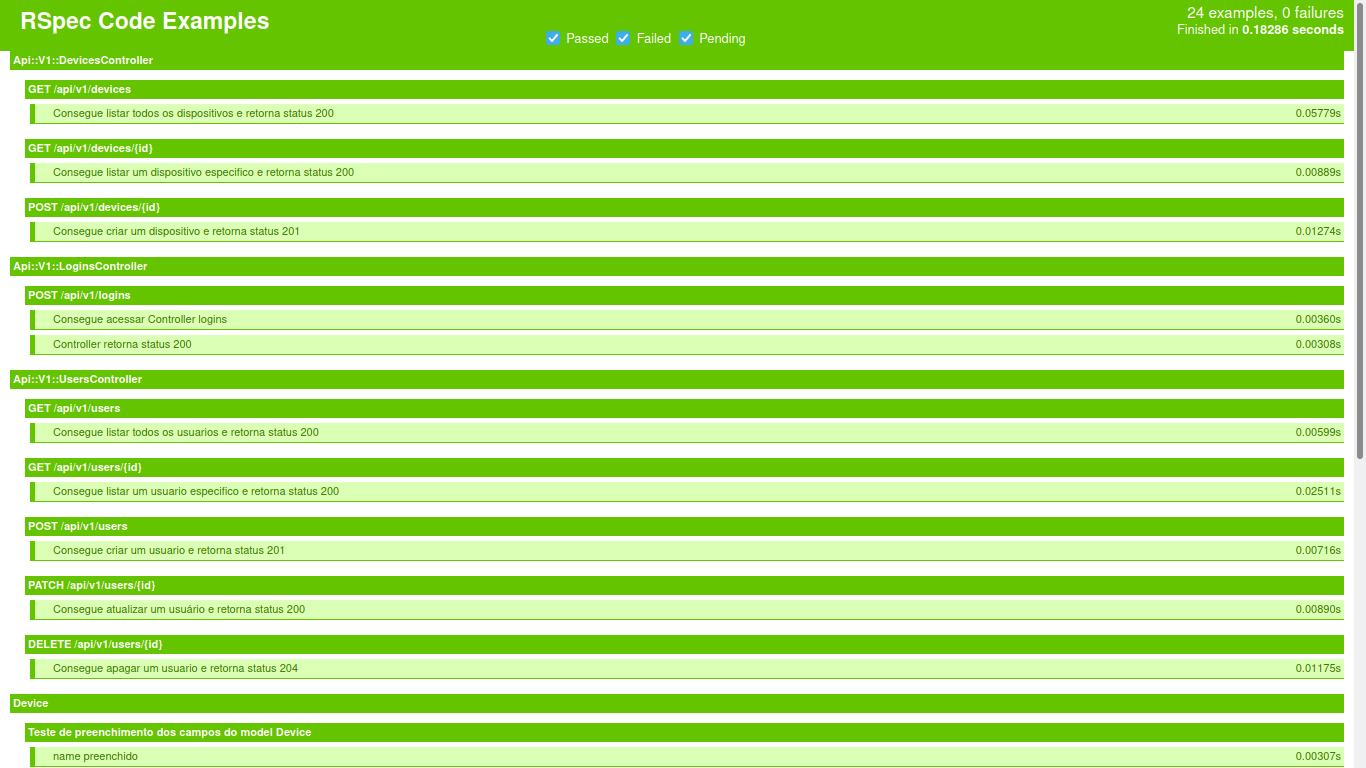 RSpec Code Examples
Passed Failed Pending
24 examples, 0 failures
Finished in 0.18286 seconds
Api::V1::DevicesController
GET /api/v1/devices
Consegue listar todos os dispositivos e retorna status 200 0.05779s
GET /api/v1/devices/{id}
Consegue listar um dispositivo especifico e retorna status 200 0.00889s
POST /api/v1/devices/{id}
Consegue criar um dispositivo e retorna status 201 0.01274s
Api::V1::LoginsController
POST /api/v1/logins
Consegue acessar Controller logins 0.00360s
Controller retorna status 200 0.00308s
Api::V1::UsersController
GET /api/v1/users
Consegue listar todos os usuarios e retorna status 200 0.00599s
GET /api/v1/users/{id}
Consegue listar um usuario especifico e retorna status 200 0.02511s
POST /api/v1/users
Consegue criar um usuario e retorna status 201 0.00716s
PATCH /api/v1/users/{id}
Consegue atualizar um usuário e retorna status 200 0.00890s
DELETE /api/v1/users/{id}
Consegue apagar um usuario e retorna status 204 0.01175s
Device
Teste de preenchimento dos campos do model Device
name preenchido 0.00307s